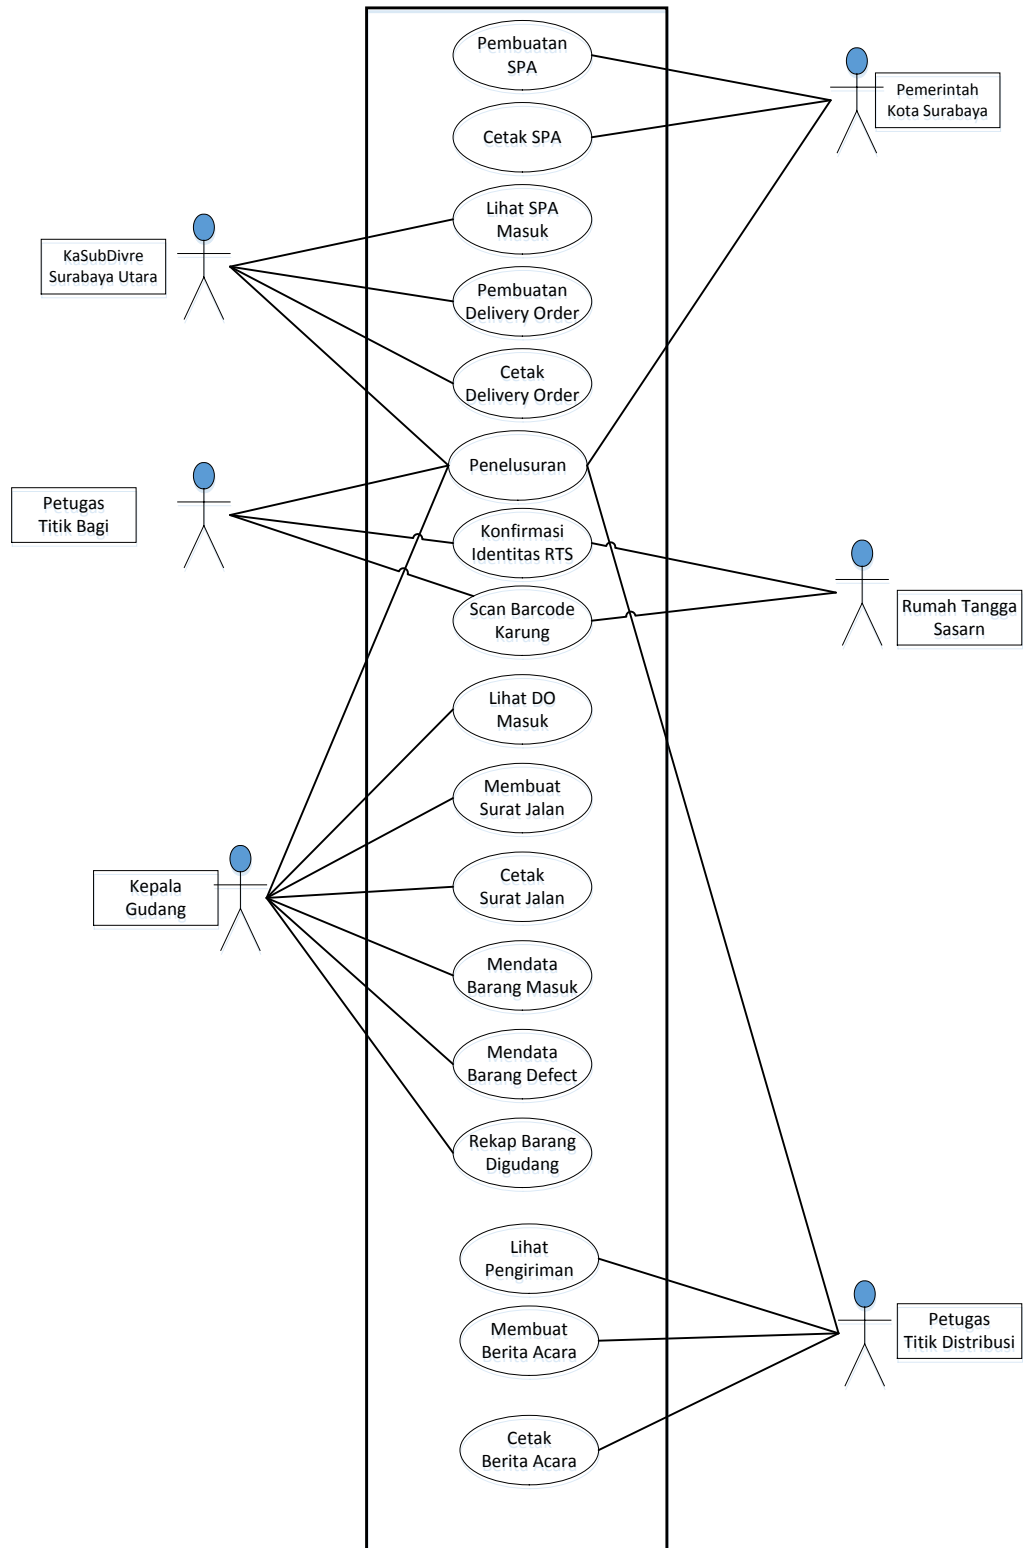 Pembuatan
SPA
Pemerintah
Kota Surabaya
Cetak SPA
Lihat SPA
Masuk
KaSubDivre
Surabaya Utara
Pembuatan
Delivery Order
Cetak
Delivery Order
Penelusuran
Petugas
Titik Bagi
Konfirmasi
Identitas RTS
Scan Barcode
Karung
Rumah Tangga
Sasarn
Lihat DO
Masuk
Membuat
Surat Jalan
Kepala
Gudang
Cetak
Surat Jalan
Mendata
Barang Masuk
Mendata
Barang Defect
Rekap Barang
Digudang
Lihat
Pengiriman
Membuat
Berita Acara
Petugas
Titik Distribusi
Cetak
Berita Acara